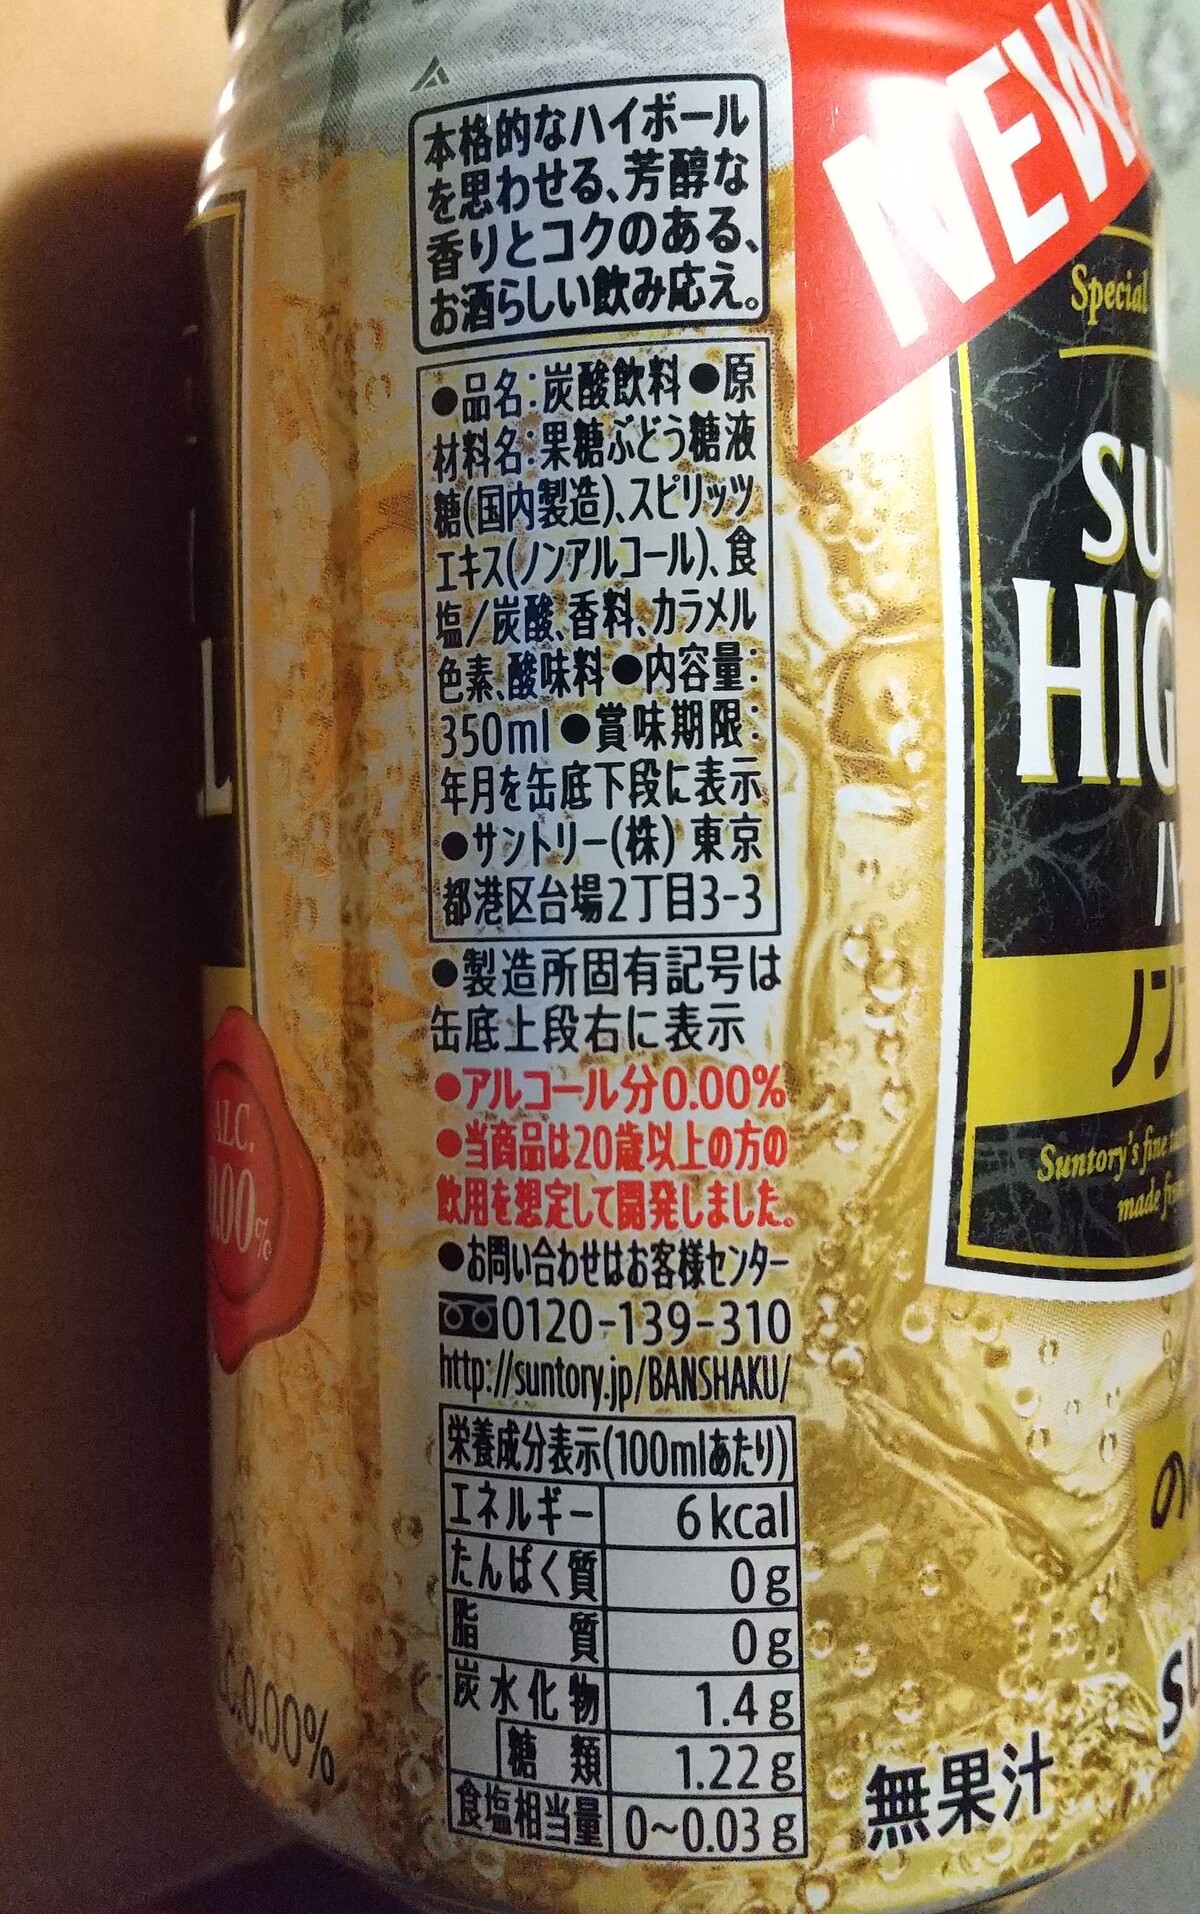 本格的なハイボール
を思わせる、芳醇な
香りとコクのある、
お酒らしい飲み応え。
●品名:炭酸飲料●原
材料名:果糖ぶどう糖液
糖(国内製造)、スピリッツ
エキス(ノンアルコール)、食
塩/炭酸、香料、カラメル
色素、酸味料●内容量:
350ml●賞味期限:
年月を缶底下段に表示
●サントリー(株) 東京
都港区台場2丁目3-3
●製造所固有記号は
缶底上段右に表示
●アルコール分0.00%
●当商品は20歳以上の方の
飲用を想定して開発しました。
●お問い合わせはお客様センター
0120-139-310
http://suntory.jp/BANSHAKU/
栄養成分表示(100mlあたり)
エネルギー 6kcal
たんぱく質 0g
脂質 0g
炭水化物 1.4g
糖類 1.22g
食塩相当量 0~0.03g
NEW
Special
SU
HIG
ノン
Suntory's fine
made
の
SU
無果汁
L
ALC.
0.00%
0.00%